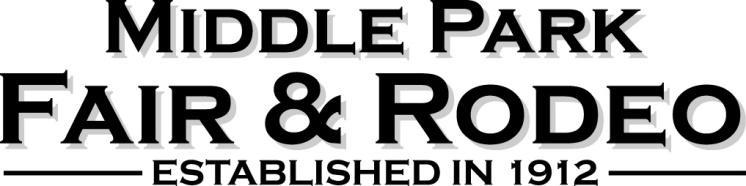 MIDDLE PARK
FAIR & RODEO
ESTABLISHED IN 1912